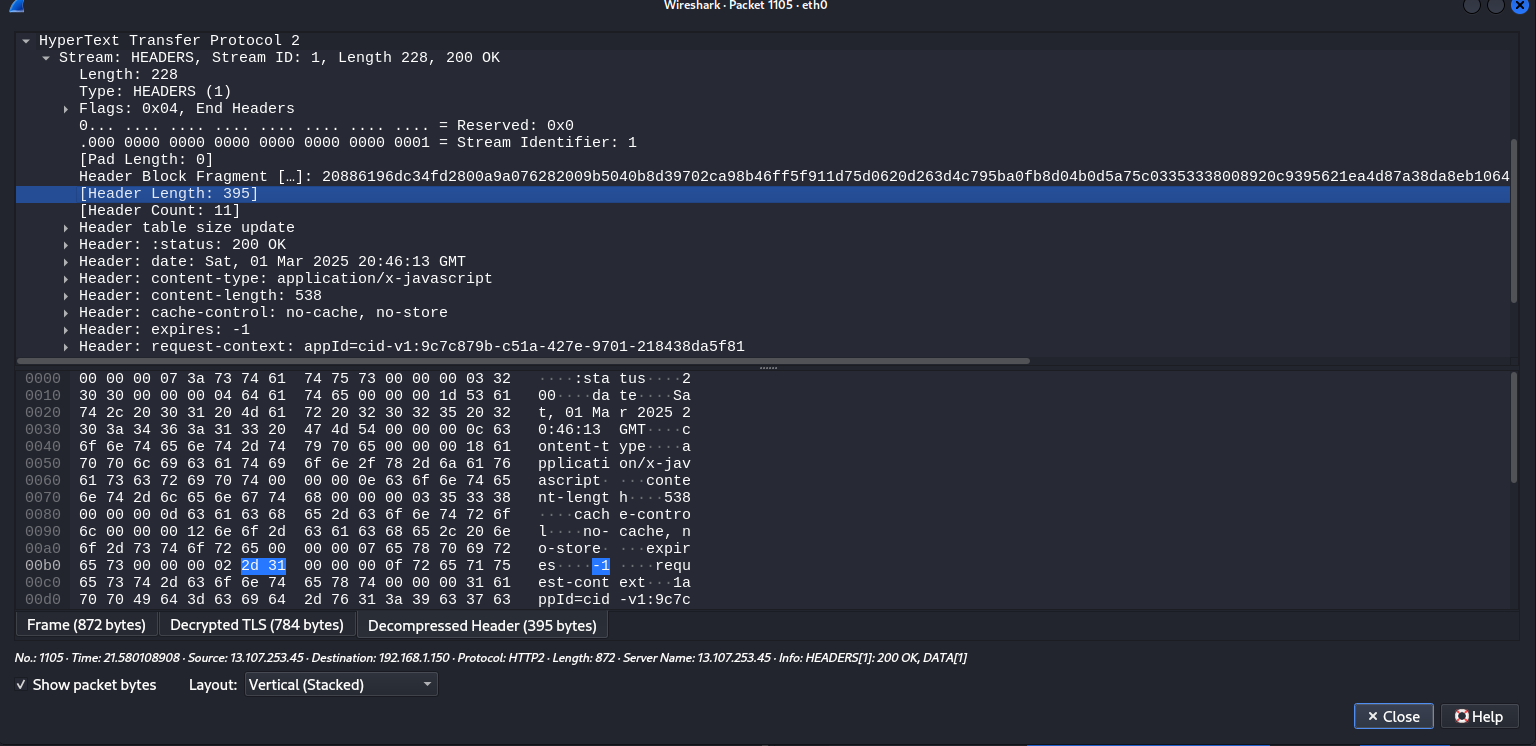 Wireshark · Packet 1105 · eth0
HyperText Transfer Protocol 2
Stream: HEADERS, Stream ID: 1, Length 228, 200 OK
Length: 228
Type: HEADERS (1)
Flags: 0x04, End Headers
0... .... .... .... .... .... .... .... = Reserved: 0x0
.000 0000 0000 0000 0000 0000 0000 0001 = Stream Identifier: 1
[Pad Length: 0]
Header Block Fragment […]: 20886196dc34fd2800a9a076282009b5040b8d39702ca98b46ff5f911d75d0620d263d4c795ba0fb8d04b0d5a75c03353338008920c9395621ea4d87a38da8eb1064
[Header Length: 395]
[Header Count: 11]
Header table size update
Header: :status: 200 OK
Header: date: Sat, 01 Mar 2025 20:46:13 GMT
Header: content-type: application/x-javascript
Header: content-length: 538
Header: cache-control: no-cache, no-store
Header: expires: -1
Header: request-context: appId=cid-v1:9c7c879b-c51a-427e-9701-218438da5f81
0000 00 00 00 07 3a 73 74 61 74 75 73 00 00 00 03 32 ····:sta tus····2
0010 30 30 00 00 00 04 64 61 74 65 00 00 00 1d 53 61 00····da te····Sa
0020 74 2c 20 30 31 20 4d 61 72 20 32 30 32 35 20 32 t, 01 Ma r 2025 2
0030 30 3a 34 36 3a 31 33 20 47 4d 54 00 00 00 0c 63 0:46:13 GMT····c
0040 6f 6e 74 65 6e 74 2d 74 79 70 65 00 00 00 18 61 ontent-t ype····a
0050 70 70 6c 69 63 61 74 69 6f 6e 2f 78 2d 6a 61 76 pplicati on/x-jav
0060 61 73 63 72 69 70 74 00 00 00 0e 63 6f 6e 74 65 ascript· ···conte
0070 6e 74 2d 6c 65 6e 67 74 68 00 00 00 03 35 33 38 nt-lengt h····538
0080 00 00 00 0d 63 61 63 68 65 2d 63 6f 6e 74 72 6f ····cach e-contro
0090 6c 00 00 00 12 6e 6f 2d 63 61 63 68 65 2c 20 6e l····no- cache, n
00a0 6f 2d 73 74 6f 72 65 00 00 00 07 65 78 70 69 72 o-store· ···expir
00b0 65 73 00 00 00 02 2d 31 00 00 00 0f 72 65 71 75 es····-1 ····requ
00c0 65 73 74 2d 63 6f 6e 74 65 78 74 00 00 00 31 61 est-cont ext···1a
00d0 70 70 49 64 3d 63 69 64 2d 76 31 3a 39 63 37 63 ppId=cid -v1:9c7c
Frame (872 bytes) Decrypted TLS (784 bytes) Decompressed Header (395 bytes)
No.: 1105 · Time: 21.580108908 · Source: 13.107.253.45 · Destination: 192.168.1.150 · Protocol: HTTP2 · Length: 872 · Server Name: 13.107.253.45 · Info: HEADERS[1]: 200 OK, DATA[1]
Show packet bytes Layout: Vertical (Stacked)
Close Help